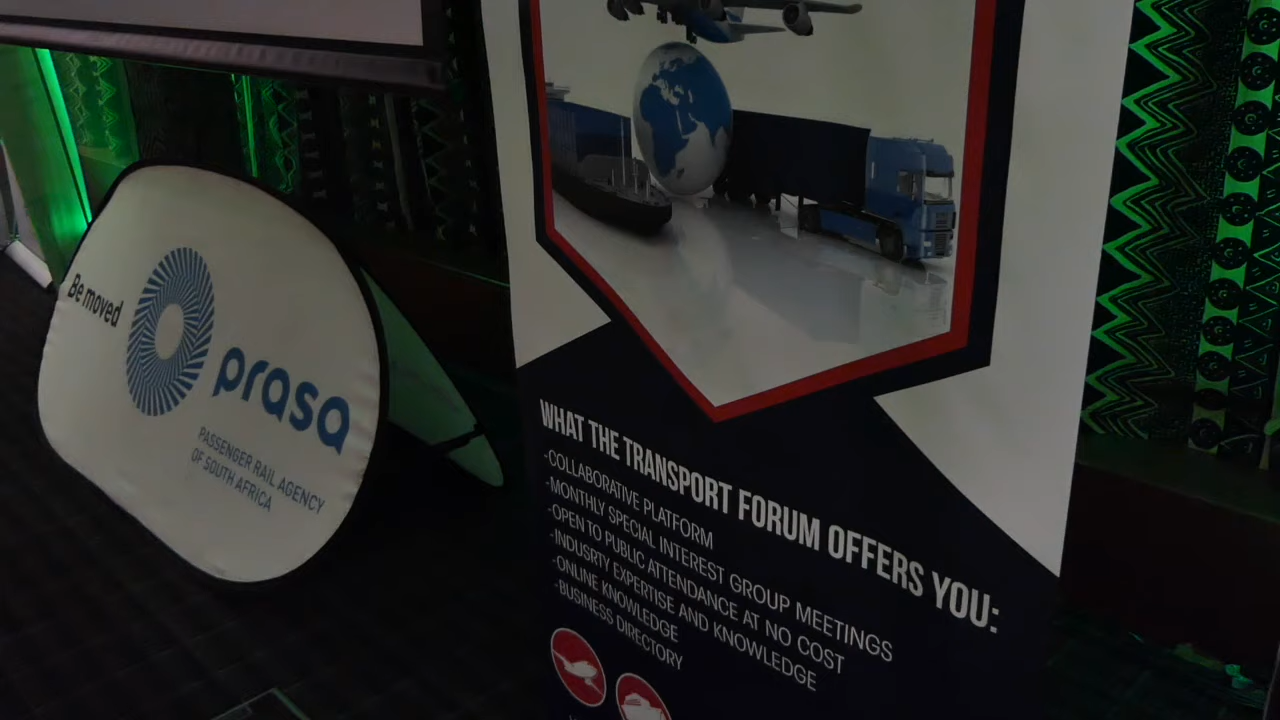 Be moved
prasa
PASSENGER RAIL AGENCY
OF SOUTH AFRICA
WHAT THE TRANSPORT FORUM OFFERS YOU:
-COLLABORATIVE PLATFORM
-MONTHLY SPECIAL INTEREST GROUP MEETINGS
-OPEN TO PUBLIC ATTENDANCE AT NO COST
-INDUSRTY EXPERTISE AND KNOWLEDGE
-ONLINE KNOWLEDGE
-BUSINESS DIRECTORY